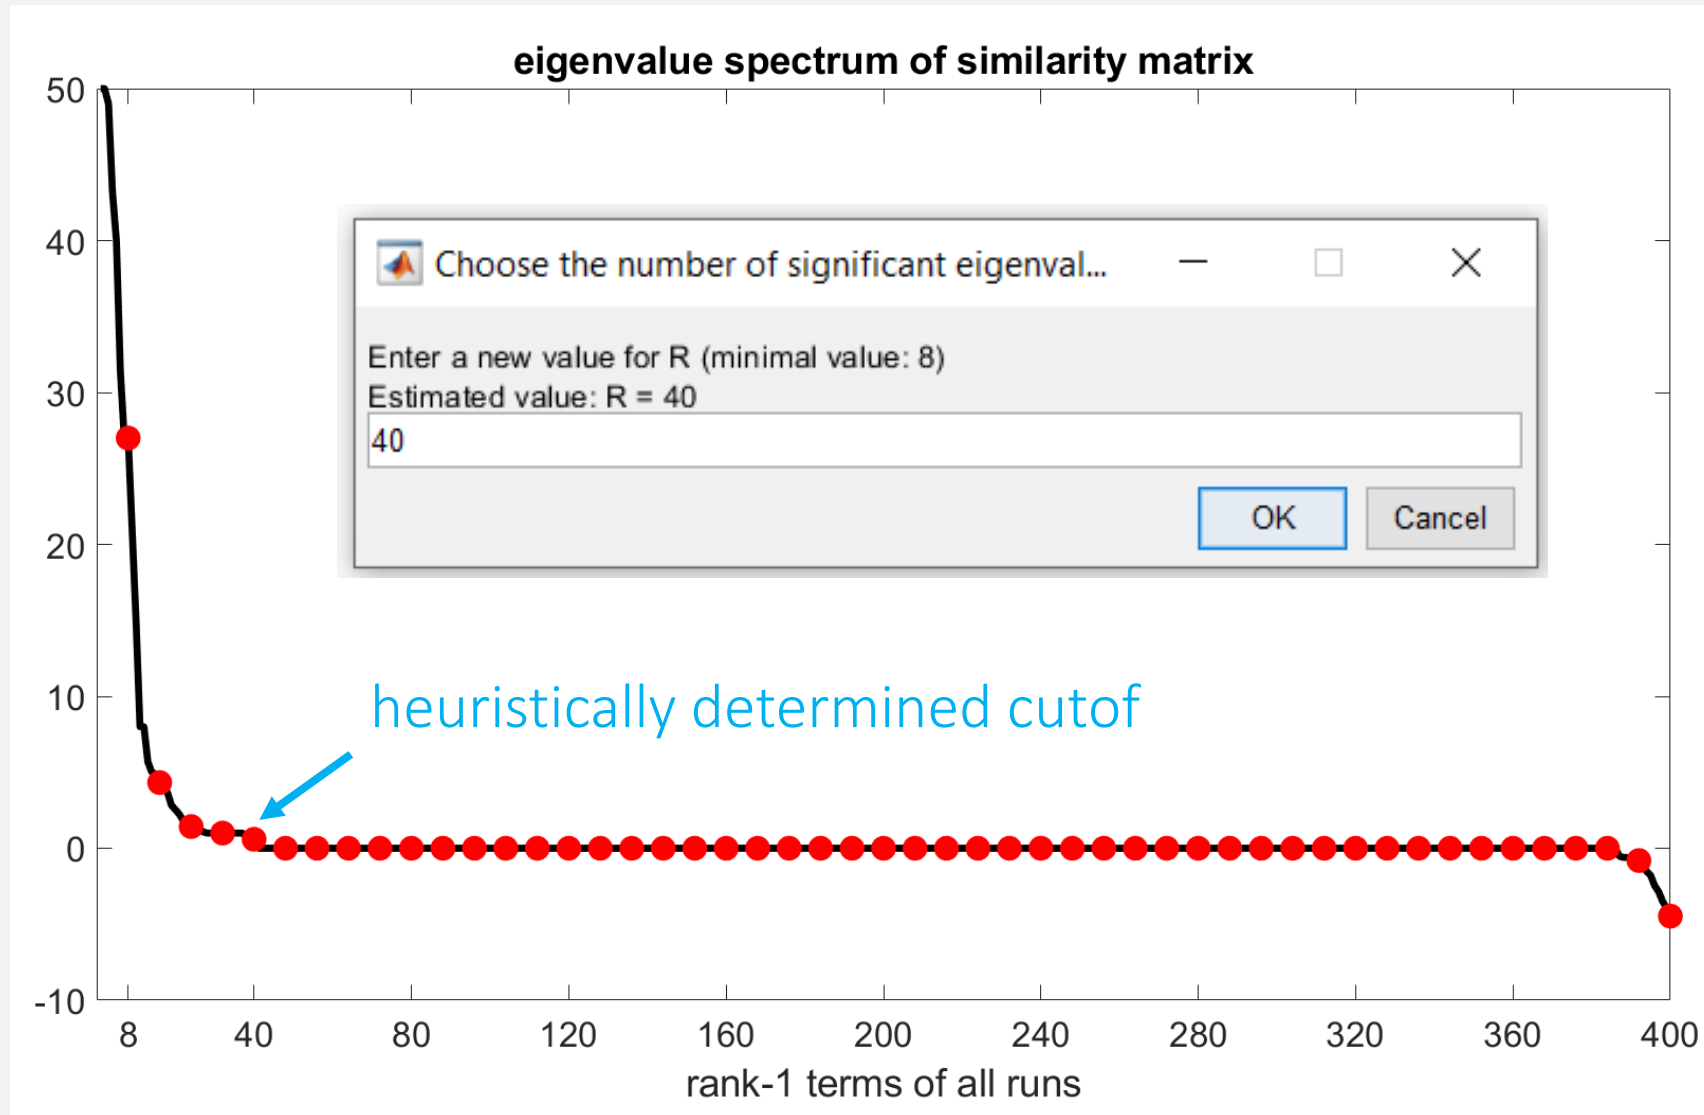 eigenvalue spectrum of similarity matrix
50
40
30
20
10
0
-10
Choose the number of significant eigenval...
Enter a new value for R (minimal value: 8)
Estimated value: R = 40
40
OK Cancel
heuristically determined cutof
8 40 80 120 160 200 240 280 320 360 400
rank-1 terms of all runs